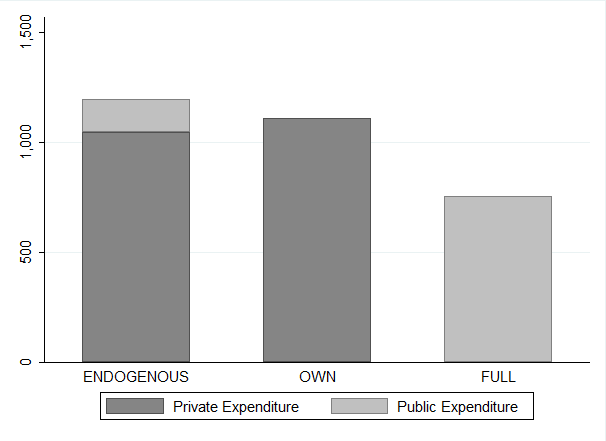 1,500
1,000
500
0
ENDOGENOUS OWN FULL
Private Expenditure Public Expenditure